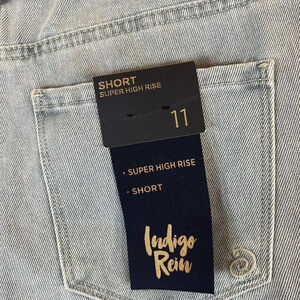 SHORT
SUPER HIGH RISE
11
· SUPER HIGH RISE
· SHORT
Indigo
Rein